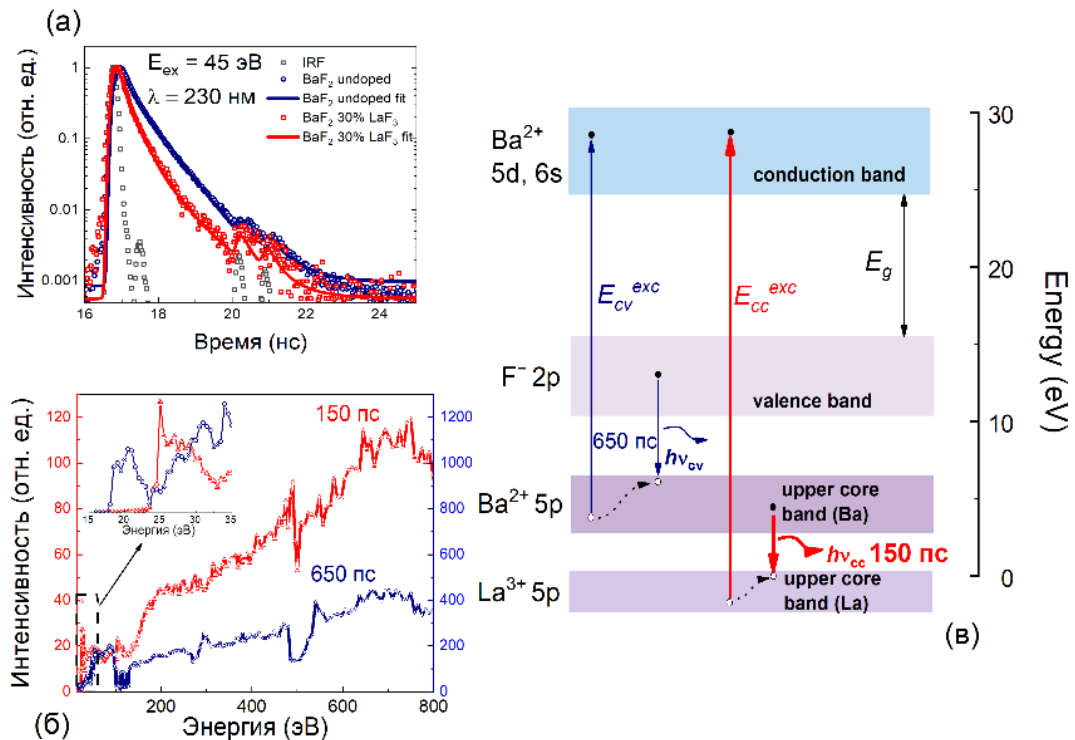 (а)
E_ex = 45 эВ
λ = 230 нм
IRF
BaF₂ undoped
BaF₂ undoped fit
BaF₂ 30% LaF₃
BaF₂ 30% LaF₃ fit
Интенсивность (отн. ед.)
1
0.1
0.01
0.001
16 18 20 22 24
Время (нс)
(б)
Интенсивность (отн. ед.)
120
100
80
60
40
20
0
150 пс
650 пс
15 20 25 30 35
Энергия (эВ)
1200
1000
800
600
400
200
0
200 400 600 800
Энергия (эВ)
(в)
Ba²⁺
5d, 6s
conduction band
E_cv^exc
E_cc^exc
E_g
F⁻ 2p
valence band
650 пс
hν_cv
Ba²⁺ 5p
upper core
band (Ba)
hν_cc 150 пс
La³⁺ 5p
upper core
band (La)
30
20
10
0
Energy (eV)